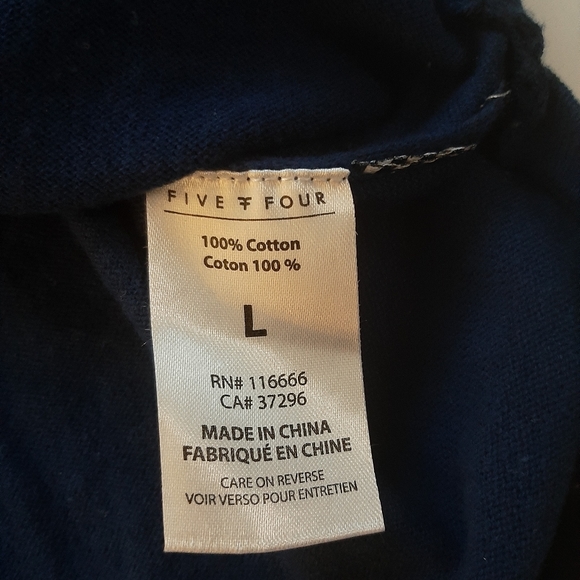 FIVE FOUR
100% Cotton
Coton 100 %
L
RN# 116666
CA# 37296
MADE IN CHINA
FABRIQUÉ EN CHINE
CARE ON REVERSE
VOIR VERSO POUR ENTRETIEN